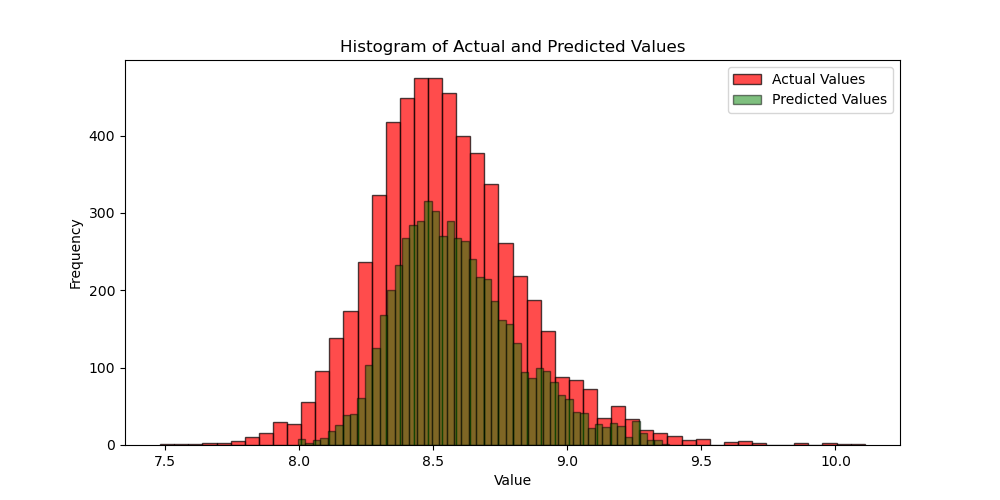 Histogram of Actual and Predicted Values
Actual Values
Predicted Values
Frequency
400
300
200
100
0
7.5 8.0 8.5 9.0 9.5 10.0
Value